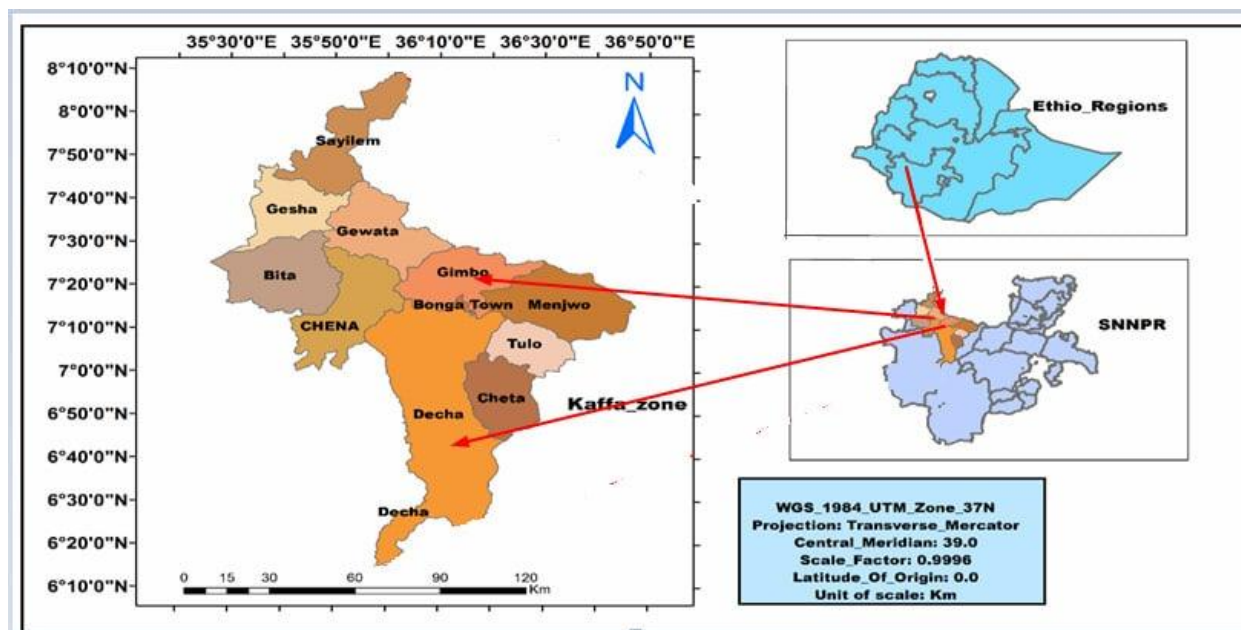 35°30'0"E 35°50'0"E 36°10'0"E 36°30'0"E 36°50'0"E
8°10'0"N
8°0'0"N
7°50'0"N
7°40'0"N
7°30'0"N
7°20'0"N
7°10'0"N
7°0'0"N
6°50'0"N
6°40'0"N
6°30'0"N
6°20'0"N
6°10'0"N
N
Sayilem
Gesha
Gewata
Bita
Gimbo
Bonga Town
Menjwo
CHENA
Tulo
Cheta
Decha
Kaffa_zone
Decha
0 15 30 60 90 120
Km
Ethio_Regions
SNNPR
WGS_1984_UTM_Zone_37N
Projection: Transverse_Mercator
Central_Meridian: 39.0
Scale_Factor: 0.9996
Latitude_Of_Origin: 0.0
Unit of scale: Km